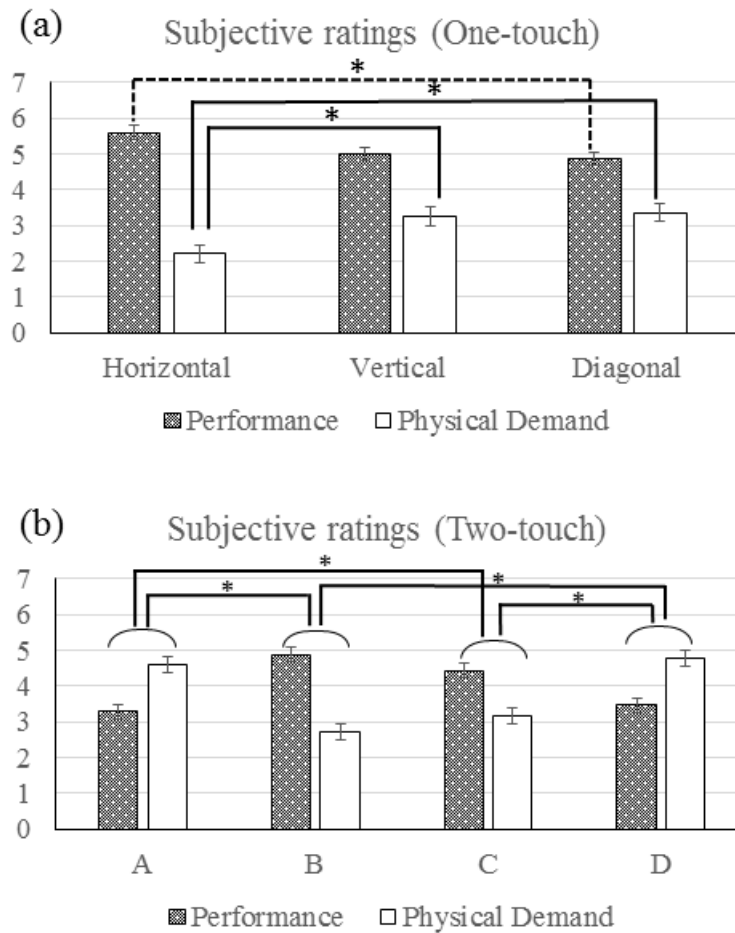 (a)
Subjective ratings (One-touch)
*
*
*
7
6
5
4
3
2
1
0
Horizontal Vertical Diagonal
Performance Physical Demand
(b)
Subjective ratings (Two-touch)
*
*
*
*
7
6
5
4
3
2
1
0
A B C D
Performance Physical Demand